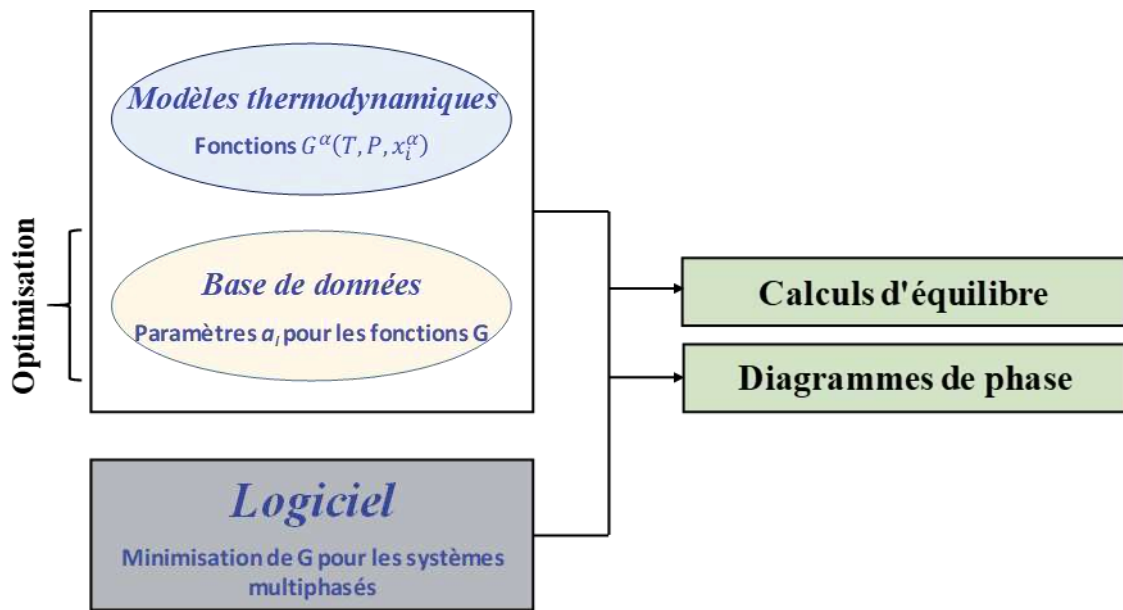 Modèles thermodynamiques
Fonctions G^α(T, P, x_i^α)
Optimisation
Base de données
Paramètres a_i pour les fonctions G
Calculs d'équilibre
Diagrammes de phase
Logiciel
Minimisation de G pour les systèmes
multiphasés